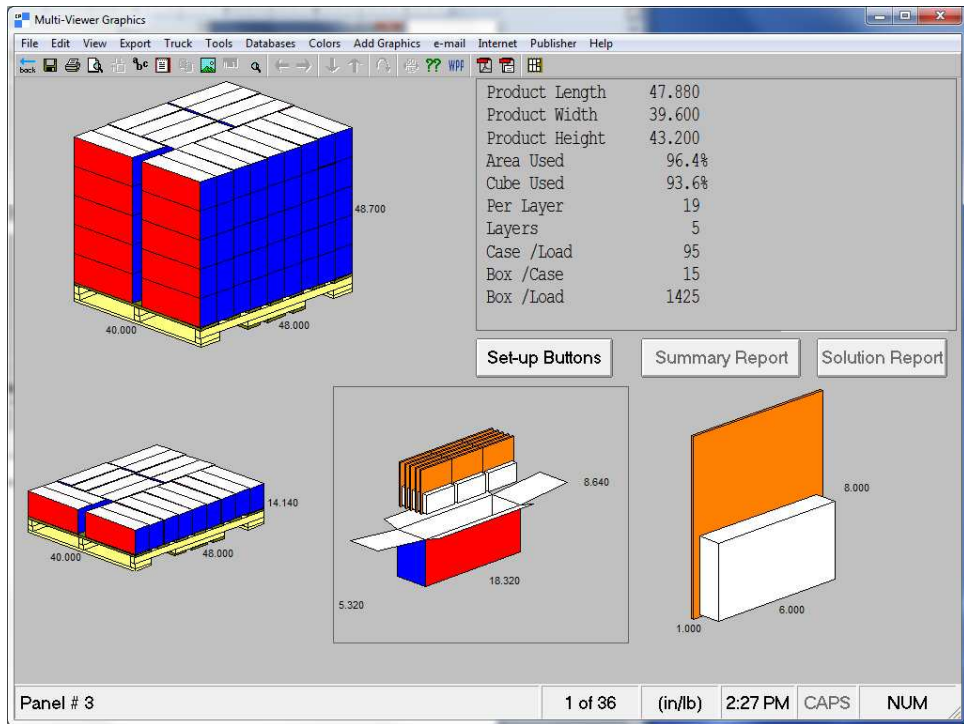 Multi-Viewer Graphics
File Edit View Export Truck Tools Databases Colors Add Graphics e-mail Internet Publisher Help
back abc ?? WPF
Product Length 47.880
Product Width 39.600
Product Height 43.200
Area Used 96.4%
Cube Used 93.6%
Per Layer 19
Layers 5
Case /Load 95
Box /Case 15
Box /Load 1425
48.700
40.000
48.000
Set-up Buttons Summary Report Solution Report
14.140
40.000
48.000
8.640
18.320
5.320
8.000
6.000
1.000
Panel # 3 1 of 36 (in/lb) 2:27 PM CAPS NUM